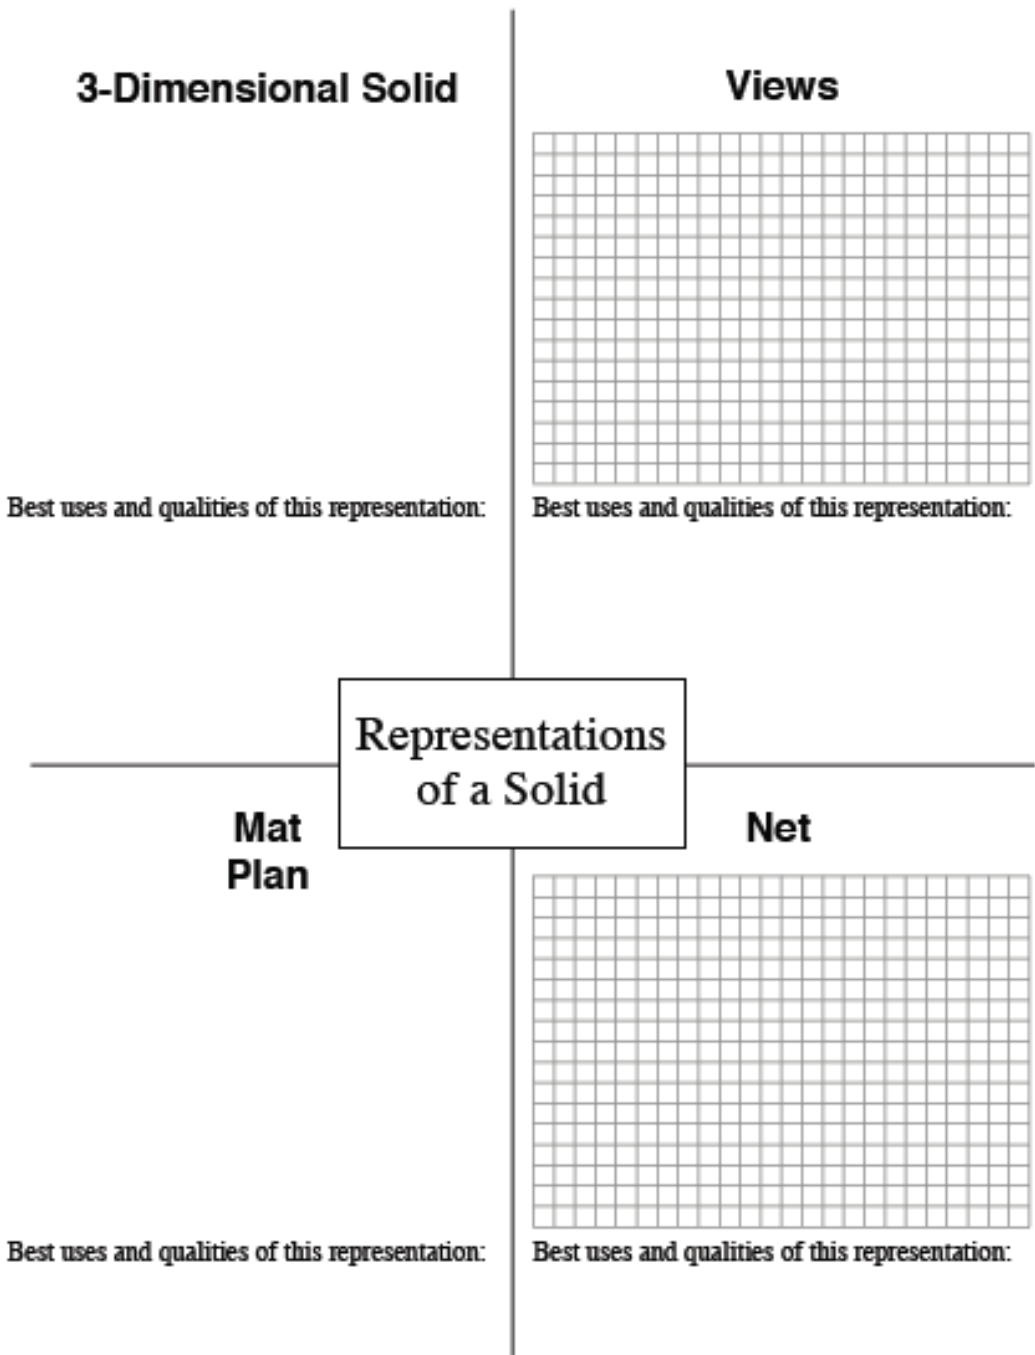 3-Dimensional Solid
Views
Best uses and qualities of this representation:
Best uses and qualities of this representation:
Representations
of a Solid
Mat
Plan
Net
Best uses and qualities of this representation:
Best uses and qualities of this representation: